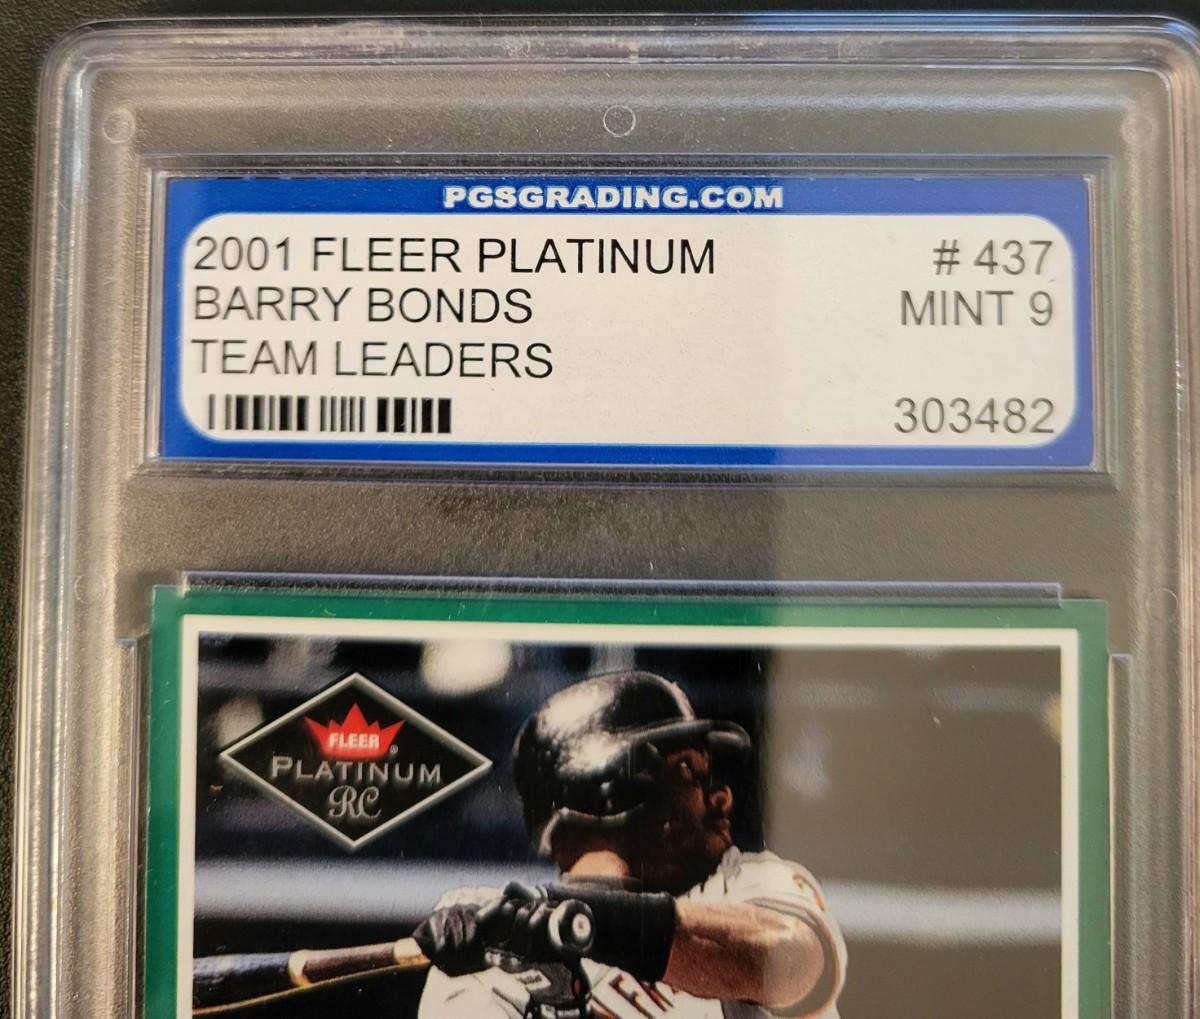 PGSGRADING.COM
2001 FLEER PLATINUM # 437
BARRY BONDS MINT 9
TEAM LEADERS
303482
FLEER ®
PLATINUM
RC